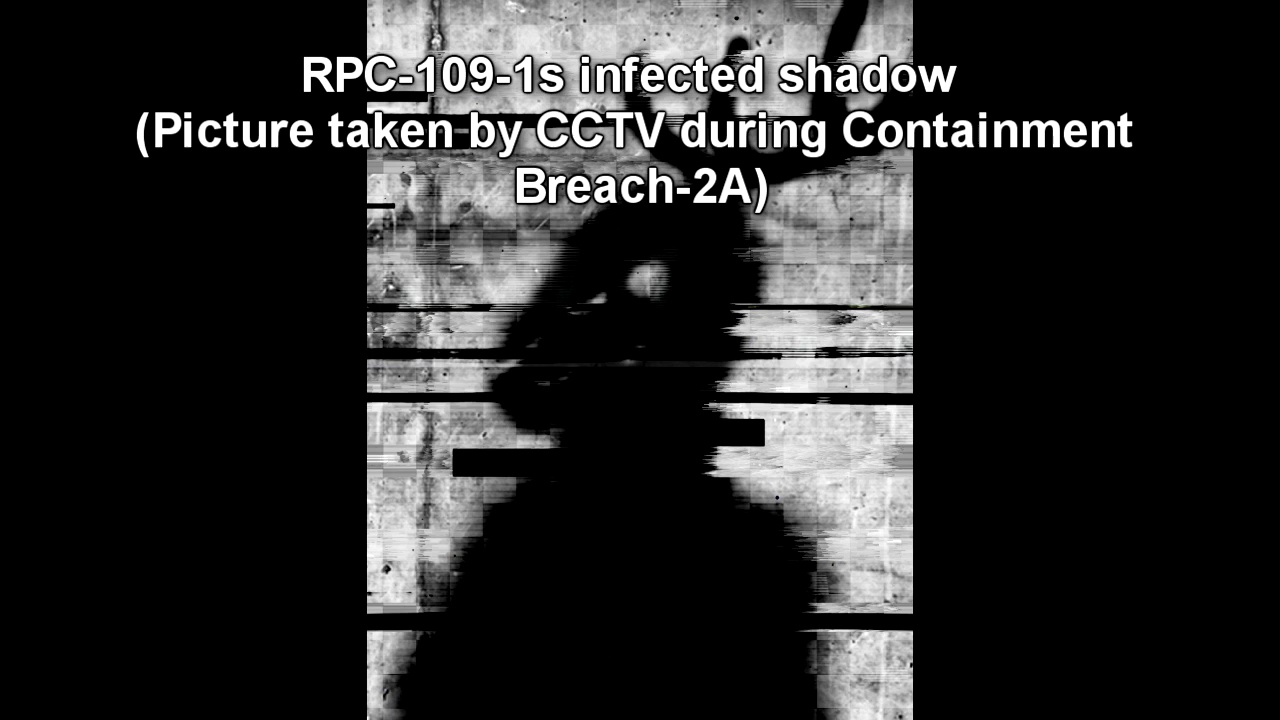 RPC-109-1s infected shadow
(Picture taken by CCTV during Containment
Breach-2A)